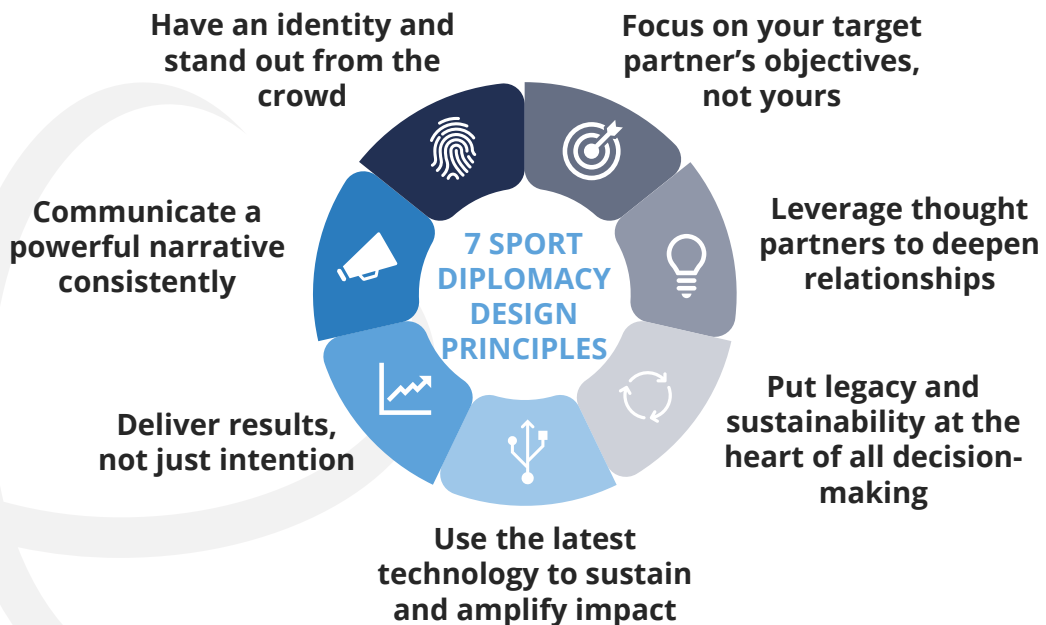 Have an identity and
stand out from the
crowd
Focus on your target
partner’s objectives,
not yours
Communicate a
powerful narrative
consistently
7 SPORT
DIPLOMACY
DESIGN
PRINCIPLES
Leverage thought
partners to deepen
relationships
Deliver results,
not just intention
Put legacy and
sustainability at the
heart of all decision-
making
Use the latest
technology to sustain
and amplify impact